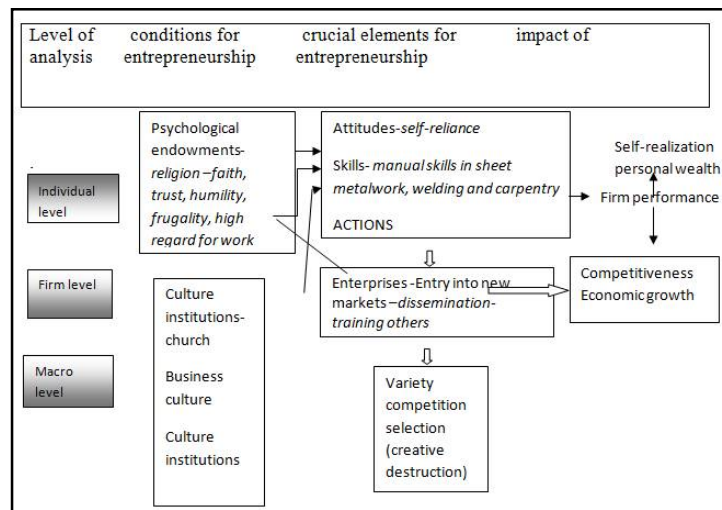 Level of conditions for crucial elements for impact of
analysis entrepreneurship entrepreneurship
Psychological
endowments-
religion –faith,
trust, humility,
frugality, high
regard for work
Attitudes-self-reliance
Skills- manual skills in sheet
metalwork, welding and carpentry
ACTIONS
Self-realization
personal wealth
Firm performance
Individual
level
Firm level
Culture
institutions-
church
Business
culture
Culture
institutions
Enterprises -Entry into new
markets –dissemination-
training others
Competitiveness
Economic growth
Macro
level
Variety
competition
selection
(creative
destruction)